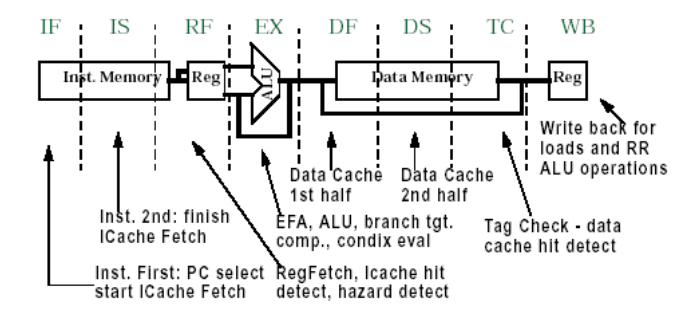 IF IS RF EX DF DS TC WB
Inst. Memory Reg ALU Data Memory Reg
Write back for
loads and RR
ALU operations
Data Cache
1st half
Data Cache
2nd half
Inst. 2nd: finish
ICache Fetch
EFA, ALU, branch tgt.
comp., condix eval
Tag Check - data
cache hit detect
Inst. First: PC select
start ICache Fetch
RegFetch, Icache hit
detect, hazard detect